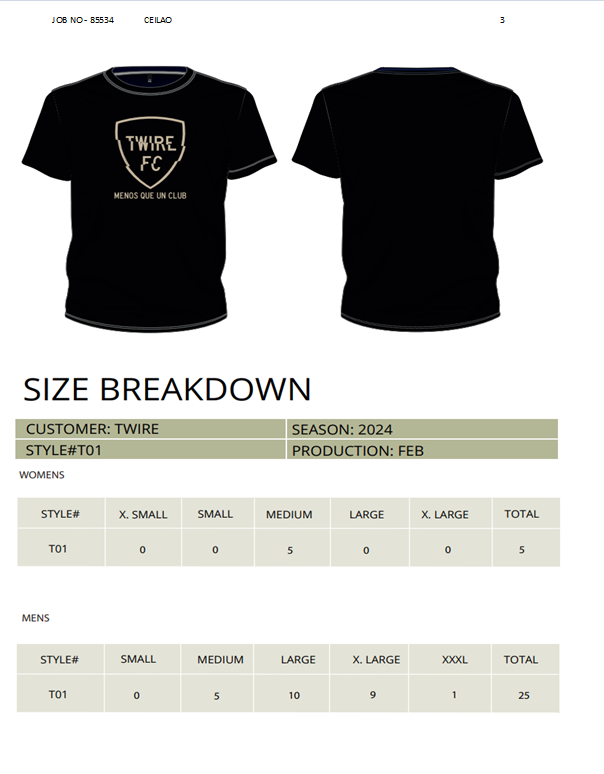 JOB NO - 85534 CEILAO 3
TWIRE
FC
MENOS QUE UN CLUB
SIZE BREAKDOWN
CUSTOMER: TWIRE SEASON: 2024
STYLE#T01 PRODUCTION: FEB
WOMENS
STYLE# X. SMALL SMALL MEDIUM LARGE X. LARGE TOTAL
T01 0 0 5 0 0 5
MENS
STYLE# SMALL MEDIUM LARGE X. LARGE XXXL TOTAL
T01 0 5 10 9 1 25